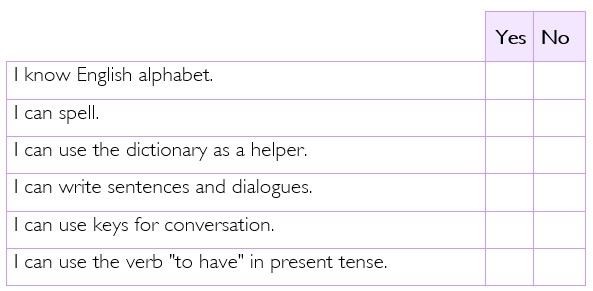 Yes No
I know English alphabet.
I can spell.
I can use the dictionary as a helper.
I can write sentences and dialogues.
I can use keys for conversation.
I can use the verb "to have" in present tense.